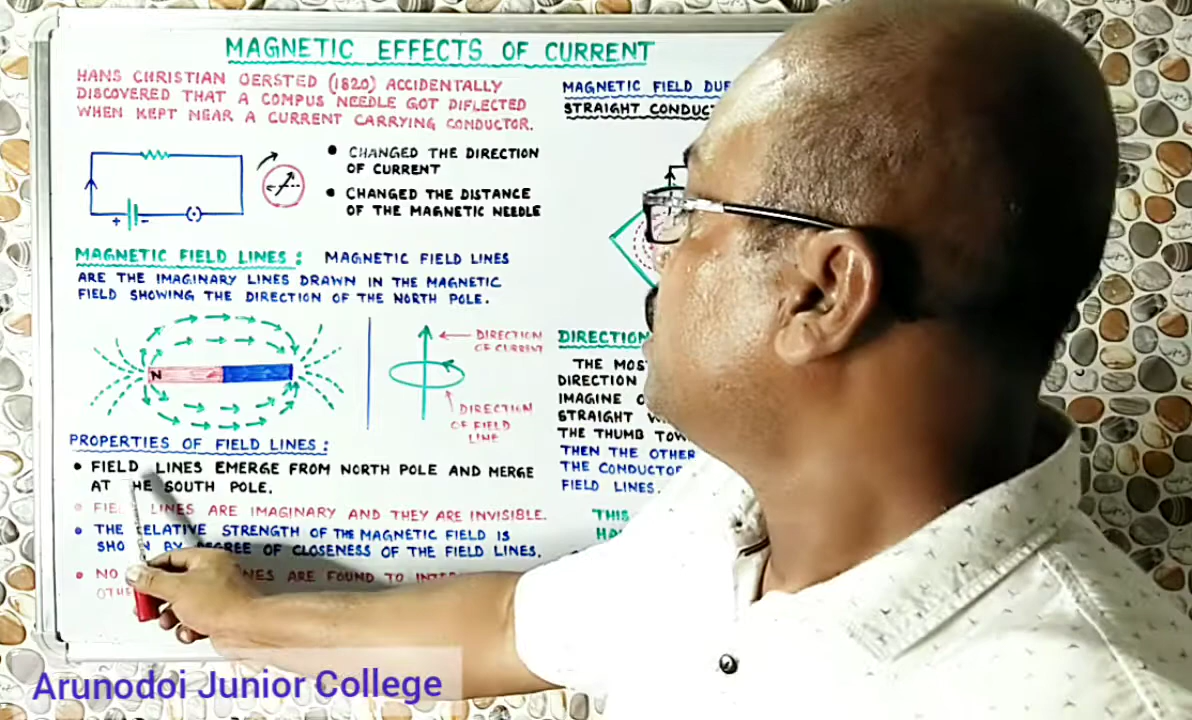 MAGNETIC EFFECTS OF CURRENT
HANS CHRISTIAN OERSTED (1820) ACCIDENTALLY
DISCOVERED THAT A COMPUS NEEDLE GOT DIFLECTED
WHEN KEPT NEAR A CURRENT CARRYING CONDUCTOR.
• CHANGED THE DIRECTION
OF CURRENT
• CHANGED THE DISTANCE
OF THE MAGNETIC NEEDLE
+ -
MAGNETIC FIELD LINES : MAGNETIC FIELD LINES
ARE THE IMAGINARY LINES DRAWN IN THE MAGNETIC
FIELD SHOWING THE DIRECTION OF THE NORTH POLE.
N
DIRECTION
OF CURRENT
DIRECTION
OF FIELD
LINE
PROPERTIES OF FIELD LINES :
• FIELD LINES EMERGE FROM NORTH POLE AND MERGE
AT THE SOUTH POLE.
LINES ARE IMAGINARY AND THEY ARE INVISIBLE.
• THE RELATIVE STRENGTH OF THE MAGNETIC FIELD IS
BY DEGREE OF CLOSENESS OF THE FIELD LINES.
• NO ARE FOUND TO
MAGNETIC FIELD DUE
STRAIGHT
DIRECTION
THE
DIRECTION
IMAGINE
STRAIGHT
THE THUMB
THEN THE OTHER
THE CONDUCTOR
FIELD LINES.
THIS
Arunodoi Junior College